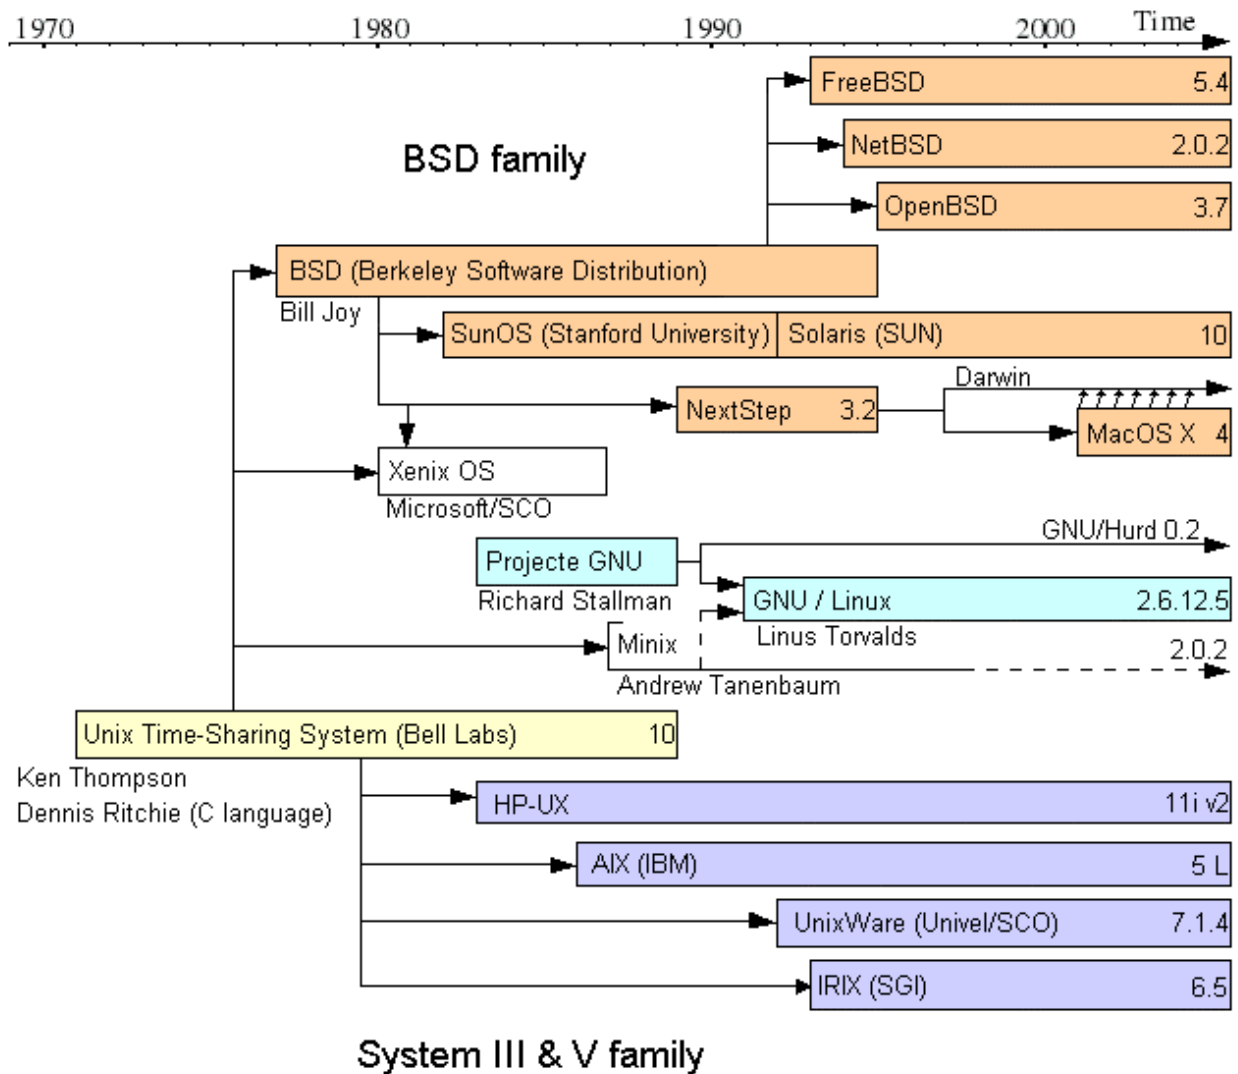 1970 1980 1990 2000 Time
FreeBSD 5.4
BSD family
NetBSD 2.0.2
OpenBSD 3.7
BSD (Berkeley Software Distribution)
Bill Joy
SunOS (Stanford University) Solaris (SUN) 10
Darwin
NextStep 3.2
MacOS X 4
Xenix OS
Microsoft/SCO
GNU/Hurd 0.2
Projecte GNU
Richard Stallman
GNU / Linux 2.6.12.5
Linus Torvalds
Minix 2.0.2
Andrew Tanenbaum
Unix Time-Sharing System (Bell Labs) 10
Ken Thompson
Dennis Ritchie (C language)
HP-UX 11i v2
AIX (IBM) 5 L
UnixWare (Univel/SCO) 7.1.4
IRIX (SGI) 6.5
System III & V family